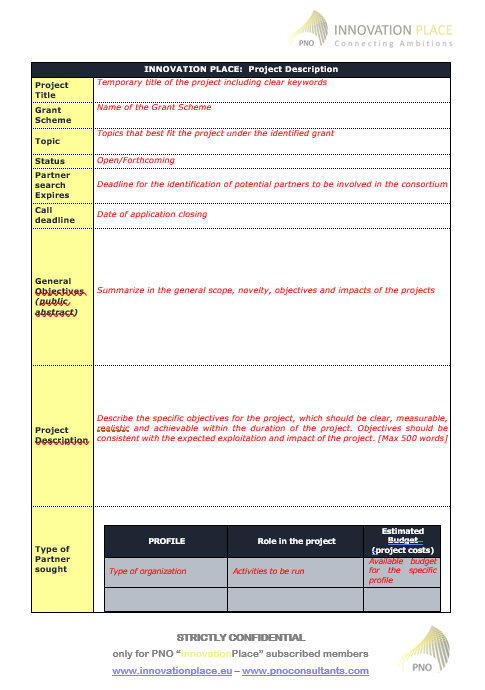 INNOVATION PLACE
Connecting Ambitions
PNO
INNOVATION PLACE: Project Description
Project
Title
Temporary title of the project including clear keywords
Grant
Scheme
Name of the Grant Scheme
Topic
Topics that best fit the project under the identified grant
Status
Open/Forthcoming
Partner
search
Expires
Deadline for the identification of potential partners to be involved in the consortium
Call
deadline
Date of application closing
General
Objectives
(public
abstract)
Summarize in the general scope, novelty, objectives and impacts of the projects
Project
Description
Describe the specific objectives for the project, which should be clear, measurable,
realistic and achievable within the duration of the project. Objectives should be
consistent with the expected exploitation and impact of the project. [Max 500 words]
Type of
Partner
sought
PROFILE
Role in the project
Estimated
Budget
(project costs)
Type of organization
Activities to be run
Available budget
for the specific
profile
STRICTLY CONFIDENTIAL
only for PNO "InnovationPlace" subscribed members
www.innovationplace.eu – www.pnoconsultants.com
PNO